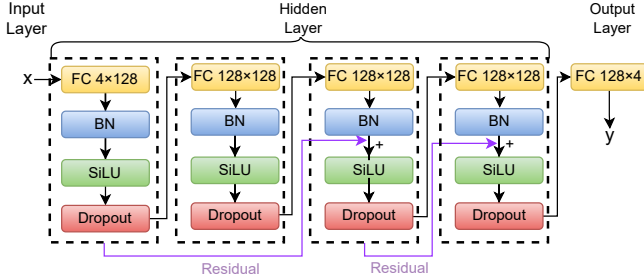 Input
Layer
Hidden
Layer
Output
Layer
x
FC 4×128
BN
SiLU
Dropout
FC 128×128
BN
SiLU
Dropout
FC 128×128
BN
+
SiLU
Dropout
FC 128×128
BN
+
SiLU
Dropout
FC 128×4
y
Residual
Residual